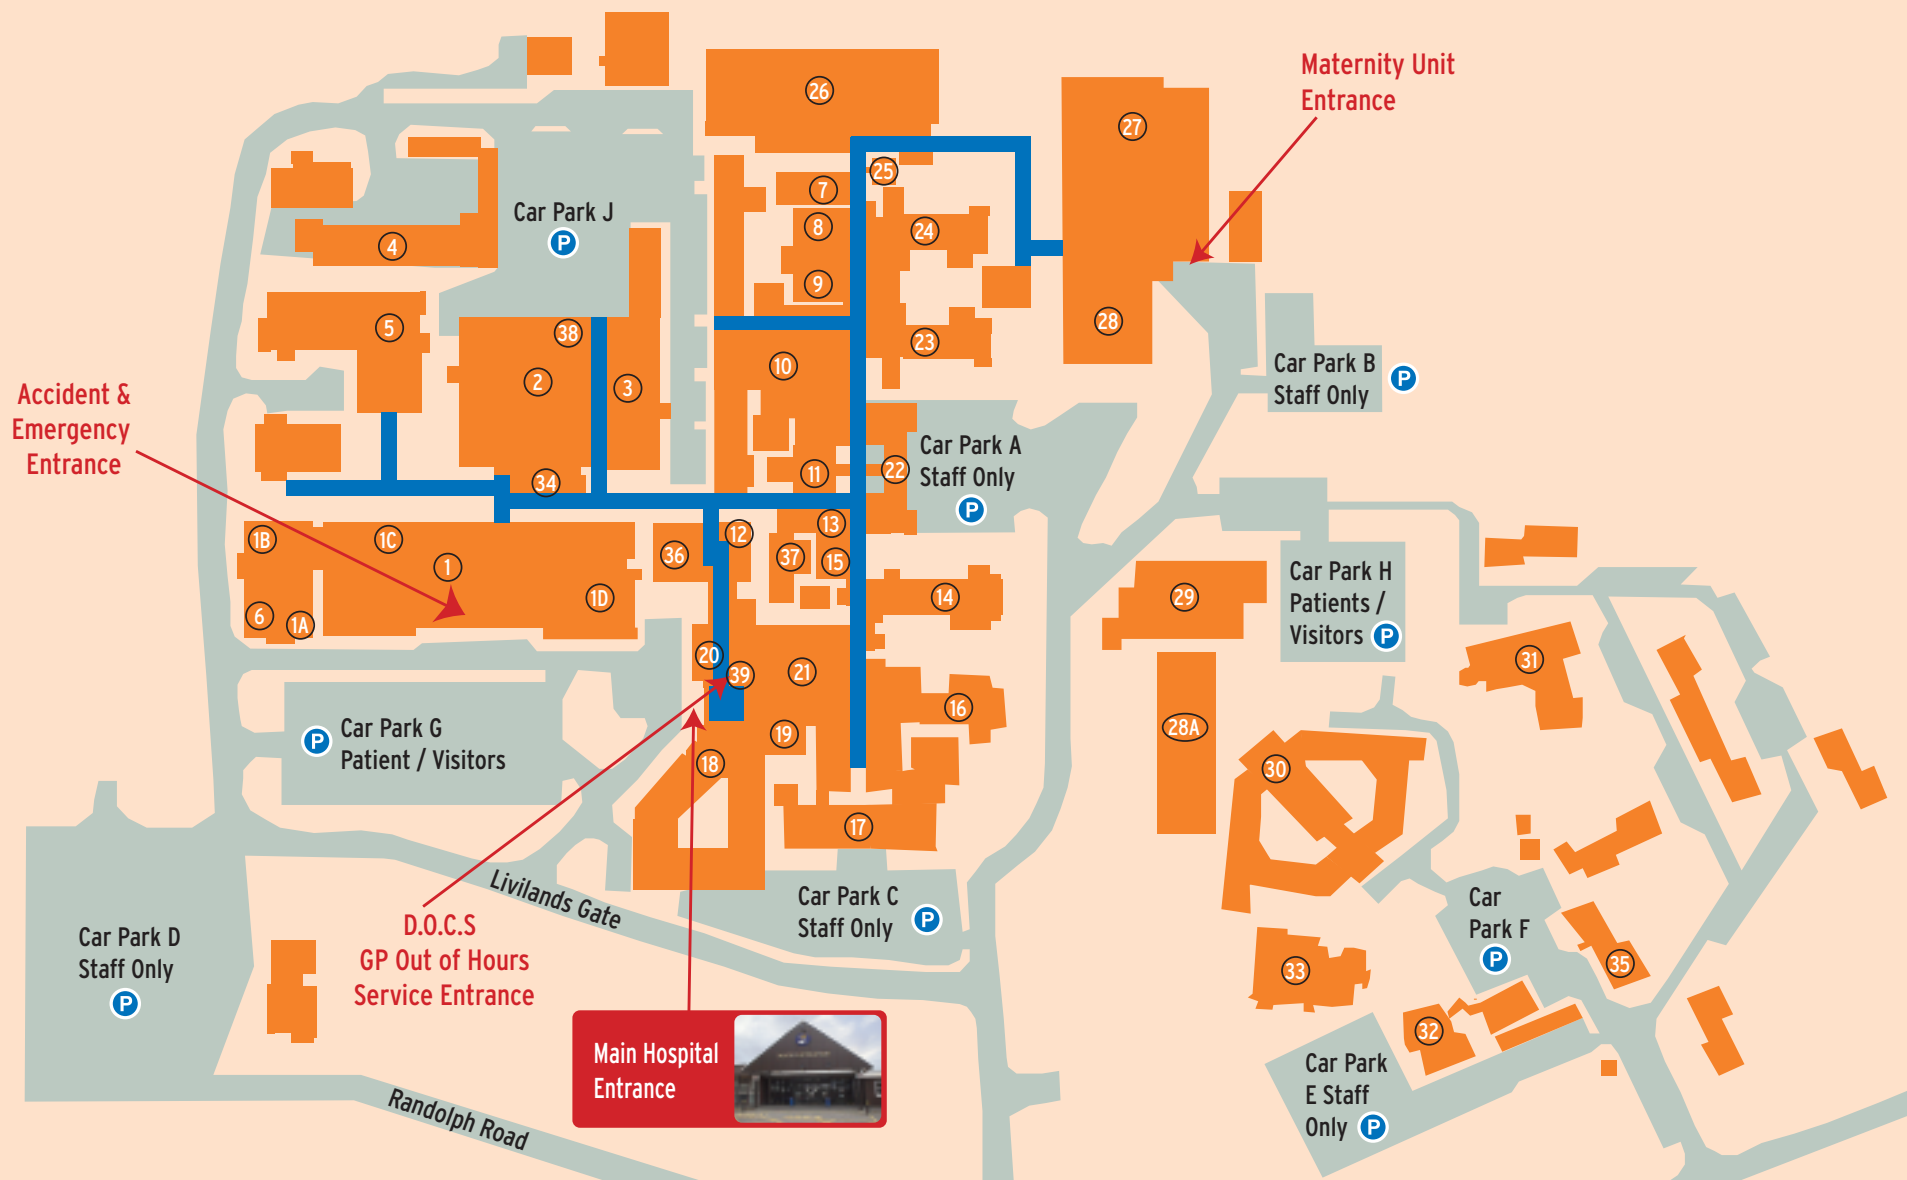 26
Maternity Unit
Entrance
27
25
7
Car Park J
P
8
24
4
9
5
38
28
23
10
2
3
Car Park B
Staff Only
P
Accident &
Emergency
Entrance
Car Park A
Staff Only
P
11
22
34
1B
1C
13
12
36
37
15
1
Car Park H
Patients /
Visitors P
29
14
1D
6
1A
20
39
21
31
16
28A
Car Park G
Patient / Visitors
P
19
18
30
17
Livilands Gate
Car Park C
Staff Only
P
Car
Park F
P
D.O.C.S
GP Out of Hours
Service Entrance
Car Park D
Staff Only
P
33
35
32
Main Hospital
Entrance
Car Park
E Staff
Only P
Randolph Road